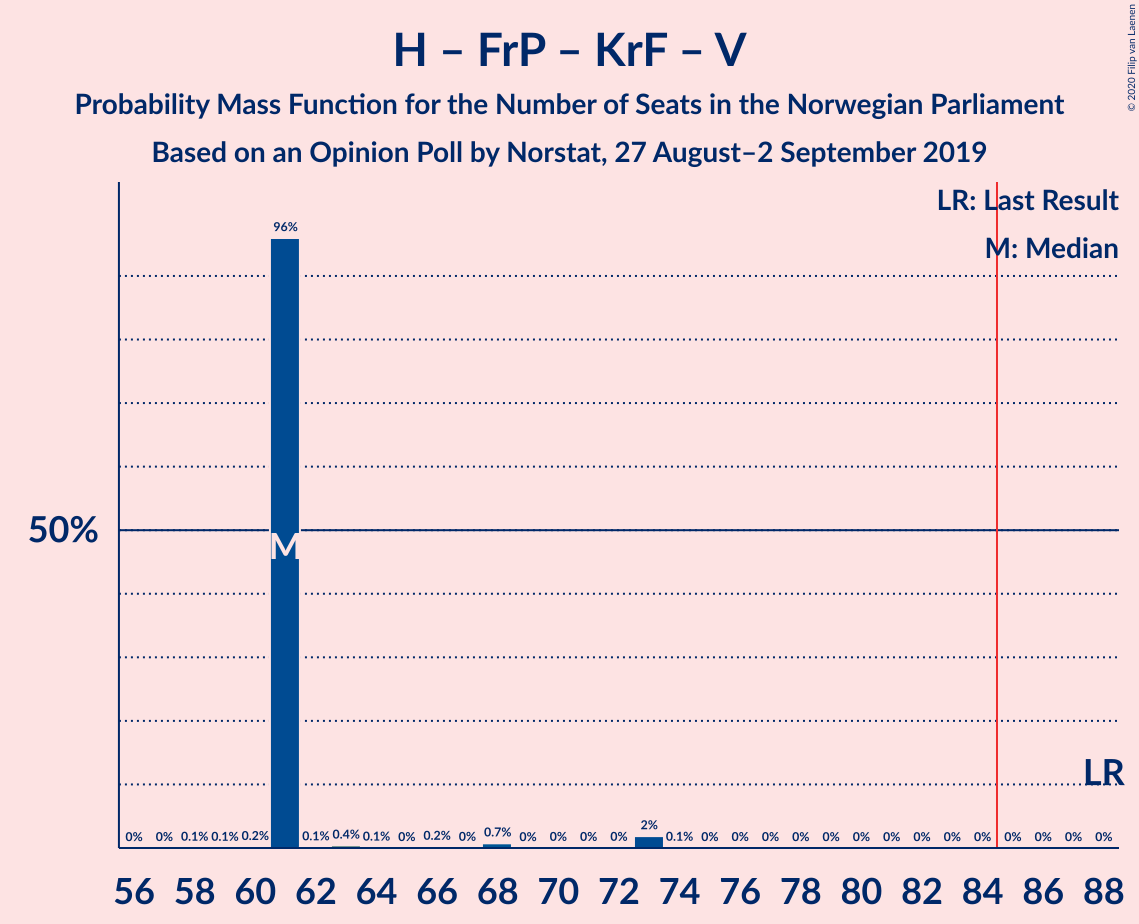 H – FrP – KrF – V
Probability Mass Function for the Number of Seats in the Norwegian Parliament
Based on an Opinion Poll by Norstat, 27 August–2 September 2019
© 2020 Filip van Laenen
LR: Last Result
M: Median
96%
50%
M
LR
0% 0% 0.1% 0.1% 0.2% 0.1% 0.4% 0.1% 0% 0.2% 0% 0.7% 0% 0% 0% 0% 2% 0.1% 0% 0% 0% 0% 0% 0% 0% 0% 0% 0% 0% 0% 0% 0%
56 58 60 62 64 66 68 70 72 74 76 78 80 82 84 86 88